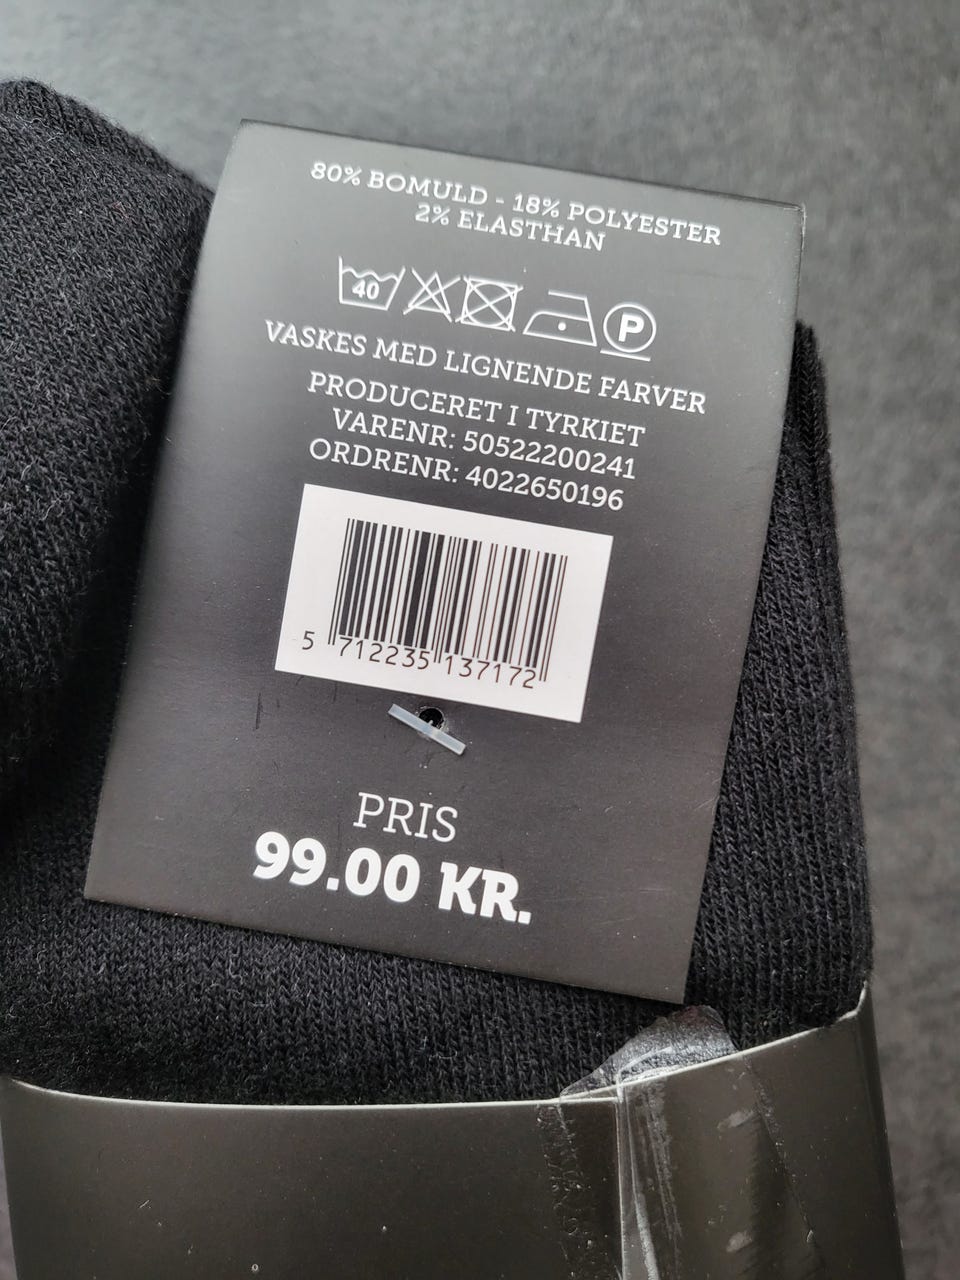 80% BOMULD - 18% POLYESTER
2% ELASTHAN
40 P
VASKES MED LIGNENDE FARVER
PRODUCERET I TYRKIET
VARENR: 50522200241
ORDRENR: 4022650196
5 712235 137172
PRIS
99.00 KR.